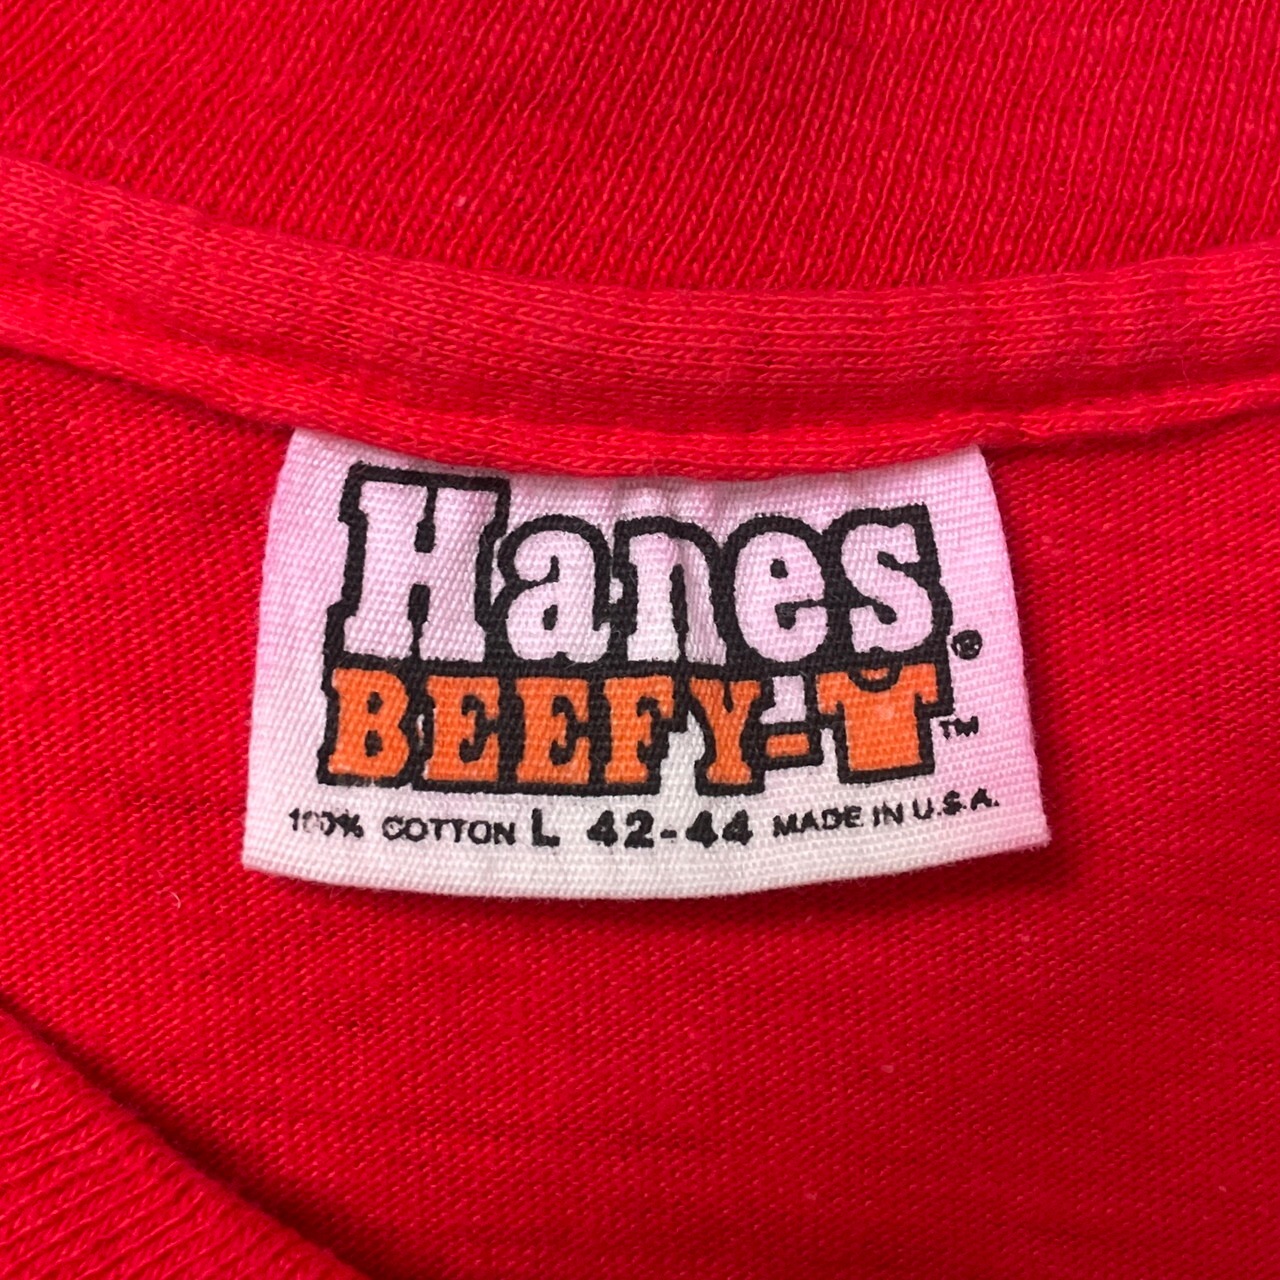 Hanes®
BEEFY-T™
100% COTTON L 42-44 MADE IN U.S.A.